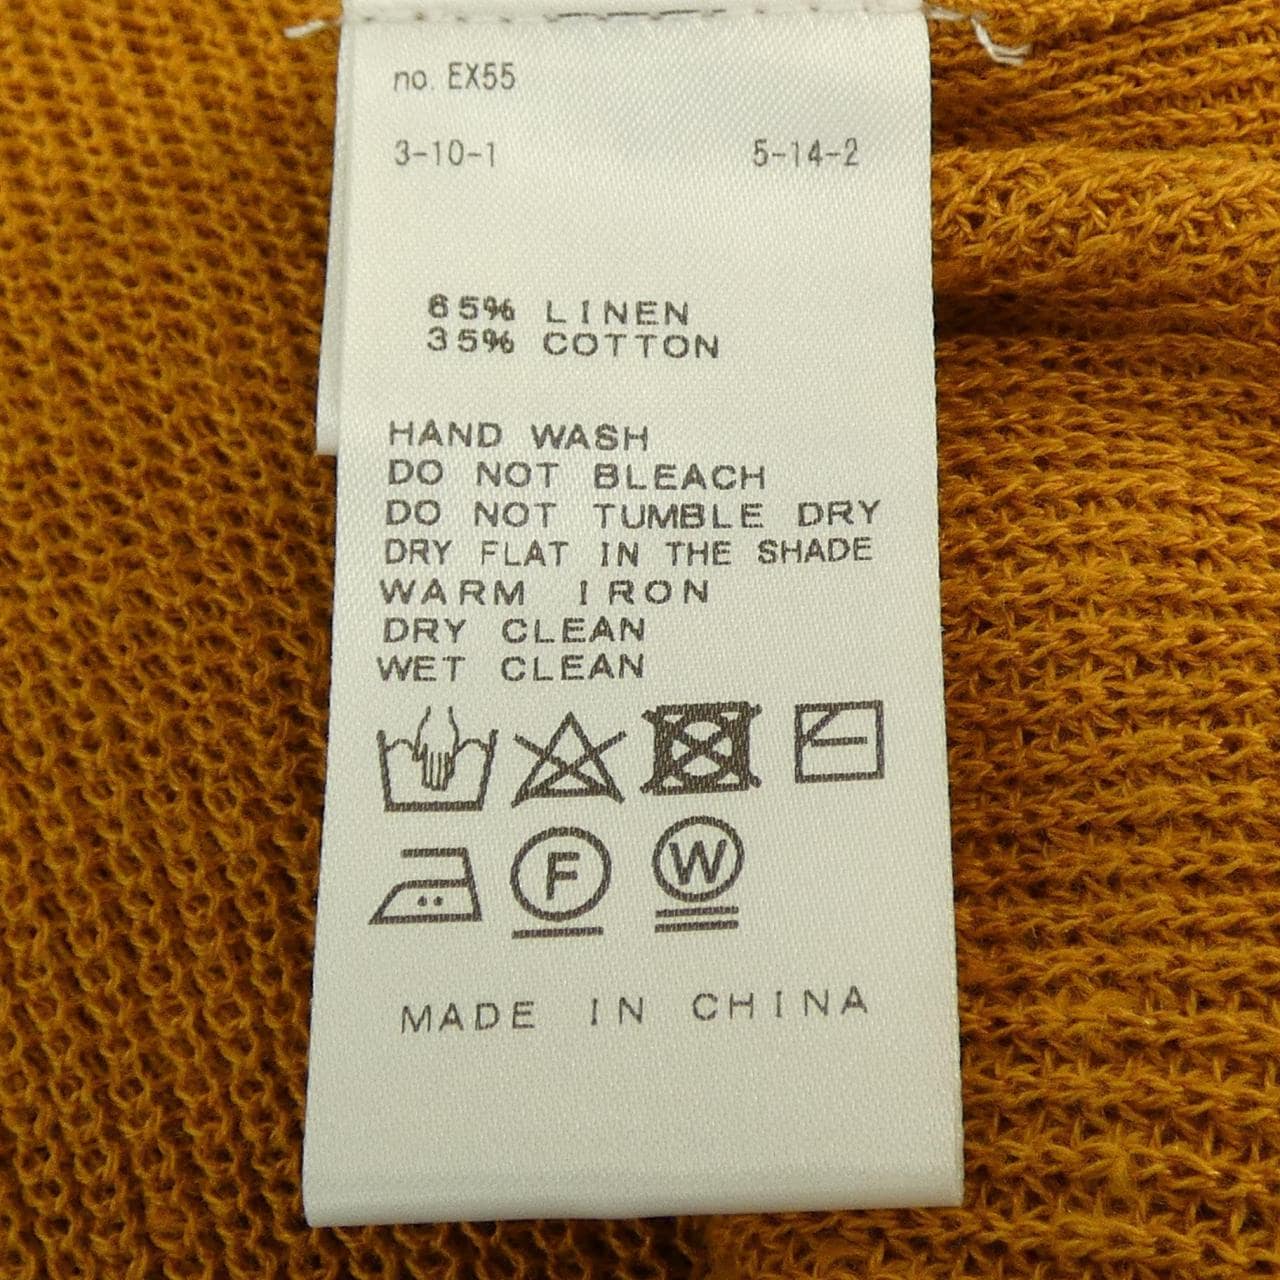 no. EX55
3-10-1 5-14-2
65% LINEN
35% COTTON
HAND WASH
DO NOT BLEACH
DO NOT TUMBLE DRY
DRY FLAT IN THE SHADE
WARM IRON
DRY CLEAN
WET CLEAN
F W
MADE IN CHINA